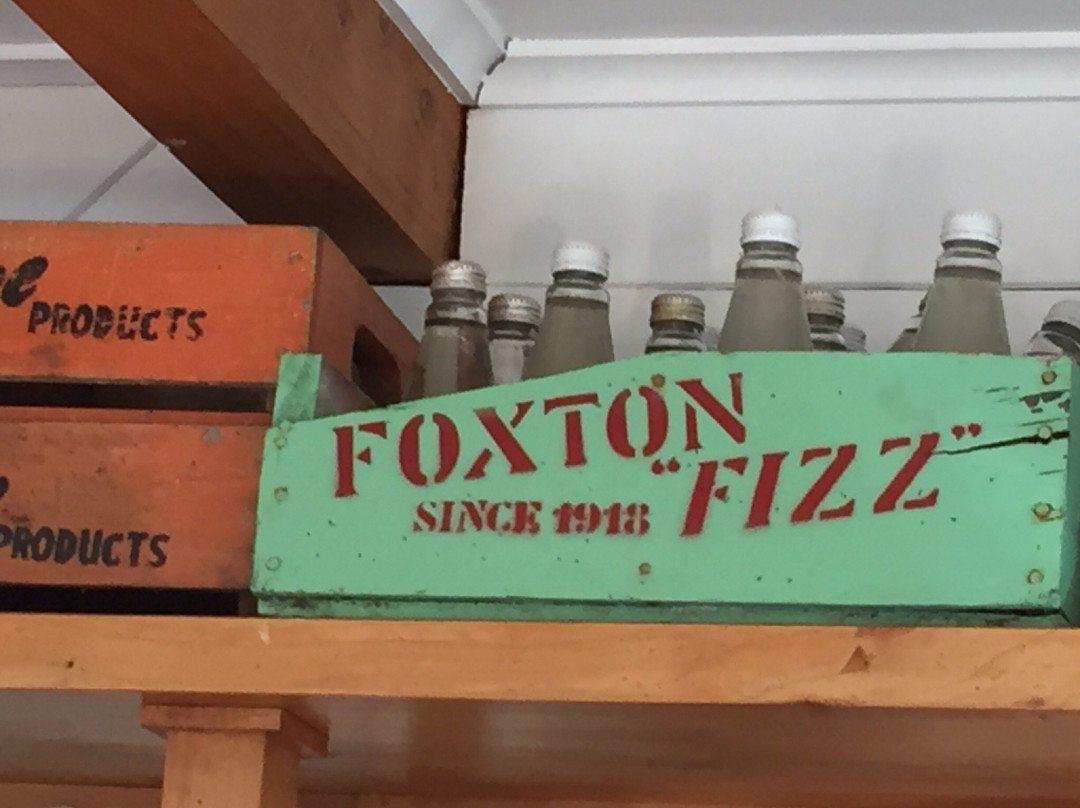 PRODUCTS
PRODUCTS
FOXTON
"FIZZ"
SINCE 1918